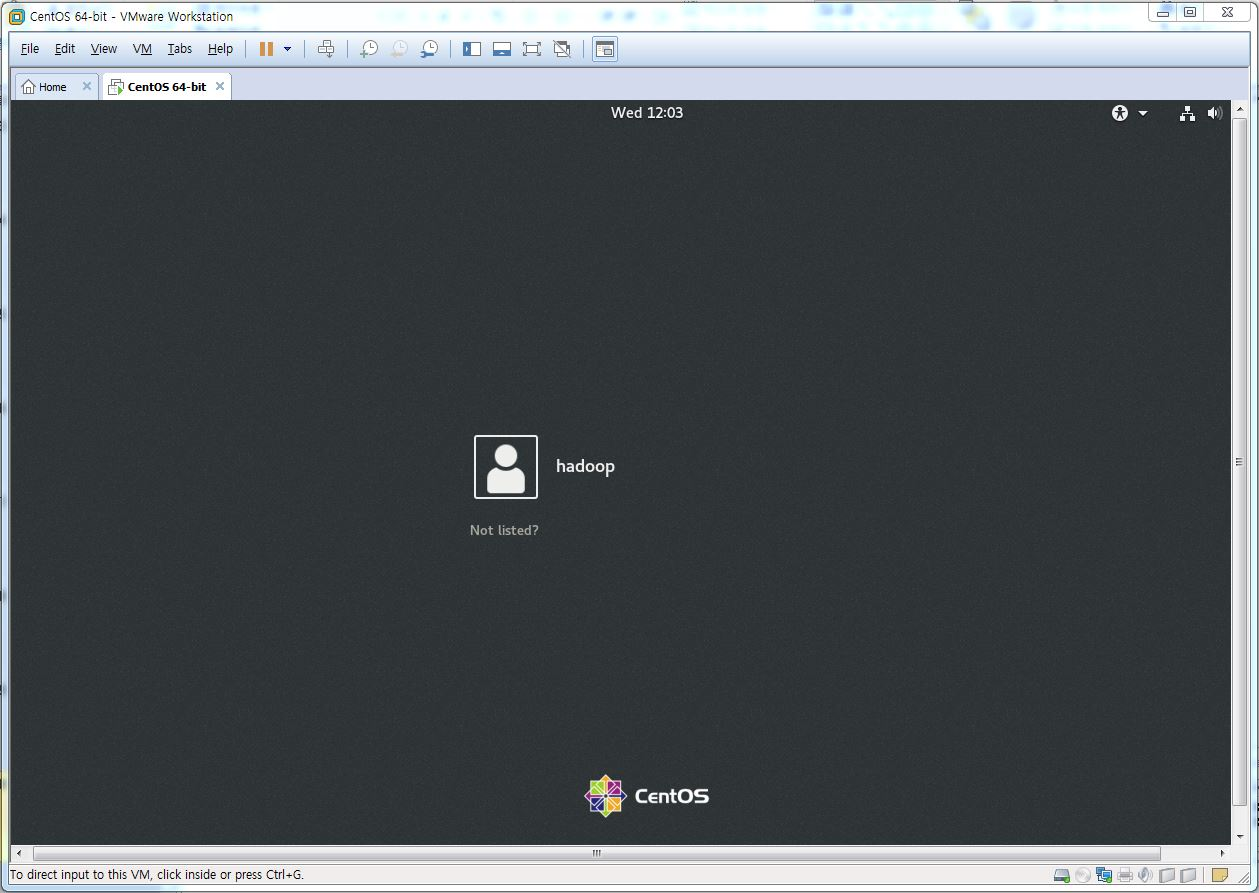 CentOS 64-bit - VMware Workstation
File Edit View VM Tabs Help
Home CentOS 64-bit
Wed 12:03
hadoop
Not listed?
CentOS
To direct input to this VM, click inside or press Ctrl+G.